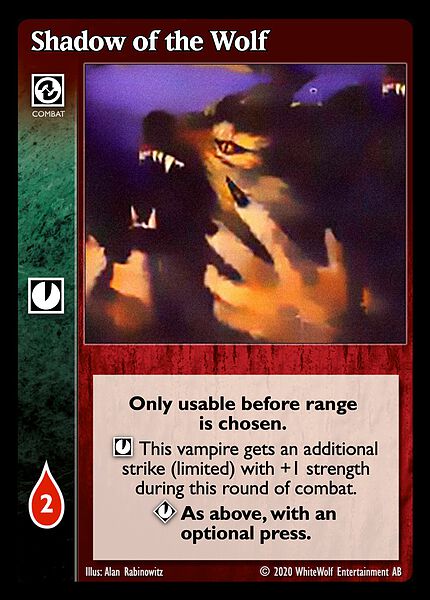 Shadow of the Wolf
COMBAT
Only usable before range
is chosen.
This vampire gets an additional
strike (limited) with +1 strength
during this round of combat.
As above, with an
optional press.
2
Illus: Alan Rabinowitz
© 2020 WhiteWolf Entertainment AB